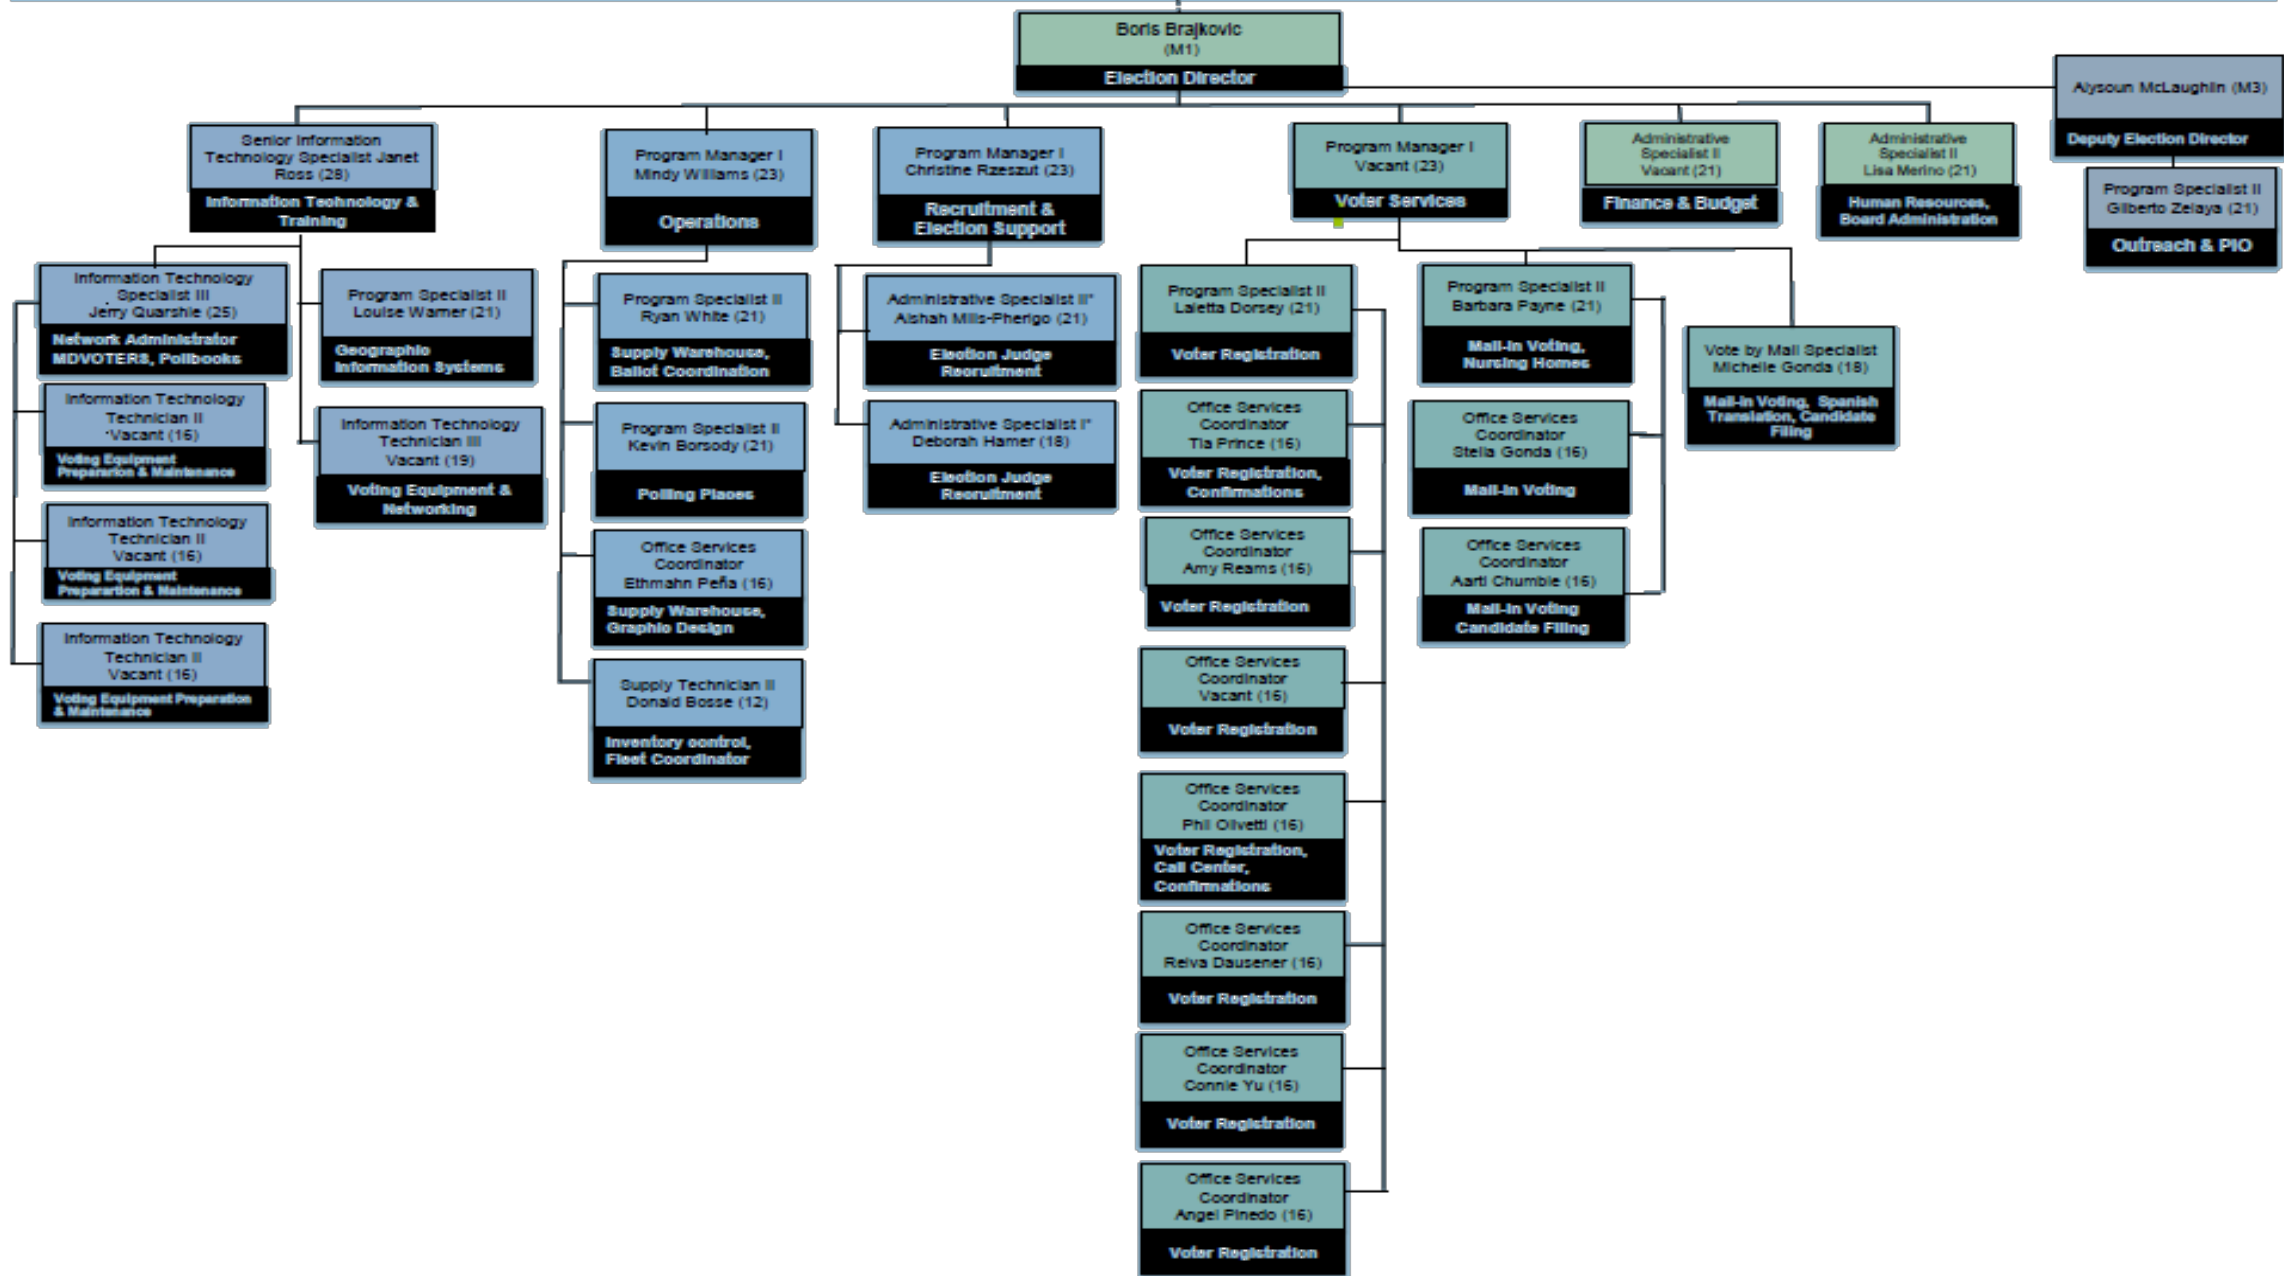 Boris Brajkovic
(M1)
Election Director
Alysoun McLaughlin (M3)
Deputy Election Director
Program Specialist II
Gilberto Zelaya (21)
Outreach & PIO
Senior Information
Technology Specialist Janet
Ross (28)
Information Technology &
Training
Program Manager I
Mindy Williams (23)
Operations
Program Manager I
Christine Rzeszut (23)
Recruitment &
Election Support
Program Manager I
Vacant (23)
Voter Services
Administrative
Specialist II
Vacant (21)
Finance & Budget
Administrative
Specialist II
Lisa Merino (21)
Human Resources,
Board Administration
Information Technology
Specialist III
Jerry Quarshie (25)
Network Administrator
MDVOTERS, Pollbooks
Information Technology
Technician II
Vacant (16)
Voting Equipment
Preparation & Maintenance
Information Technology
Technician II
Vacant (16)
Voting Equipment
Preparartion & Maintenance
Information Technology
Technician II
Vacant (16)
Voting Equipment Preparation
& Maintenance
Program Specialist II
Louise Warner (21)
Geographic
Information Systems
Information Technology
Technician III
Vacant (19)
Voting Equipment &
Networking
Program Specialist II
Ryan White (21)
Supply Warehouse,
Ballot Coordination
Program Specialist II
Kevin Borsody (21)
Polling Places
Office Services
Coordinator
Ethmahn Peña (16)
Supply Warehouse,
Graphic Design
Supply Technician II
Donald Bosse (12)
Inventory control,
Fleet Coordinator
Administrative Specialist II*
Aishah Mills-Pherigo (21)
Election Judge
Recruitment
Administrative Specialist I*
Deborah Hamer (18)
Election Judge
Recruitment
Program Specialist II
Laletta Dorsey (21)
Voter Registration
Office Services
Coordinator
Tia Prince (16)
Voter Registration,
Confirmations
Office Services
Coordinator
Amy Reams (16)
Voter Registration
Office Services
Coordinator
Vacant (16)
Voter Registration
Office Services
Coordinator
Phil Olivetti (16)
Voter Registration,
Call Center,
Confirmations
Office Services
Coordinator
Relva Dausener (16)
Voter Registration
Office Services
Coordinator
Connie Yu (16)
Voter Registration
Office Services
Coordinator
Angel Pinedo (16)
Voter Registration
Program Specialist II
Barbara Payne (21)
Mail-in Voting,
Nursing Homes
Office Services
Coordinator
Stella Gonda (16)
Mail-in Voting
Office Services
Coordinator
Aarti Chumble (16)
Mail-in Voting
Candidate Filing
Vote by Mail Specialist
Michelle Gonda (18)
Mail-in Voting, Spanish
Translation, Candidate
Filing